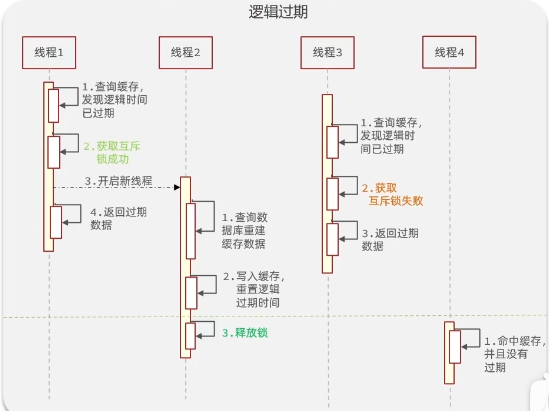 逻辑过期
线程1
线程2
线程3
线程4
1.查询缓存，
发现逻辑时间
已过期
2.获取互斥
锁成功
3.开启新线程
4.返回过期
数据
1.查询数
据库重建
缓存数据
2.写入缓存，
重置逻辑
过期时间
3.释放锁
1.查询缓存，
发现逻辑时
间已过期
2.获取
互斥锁失败
3.返回过期
数据
1.命中缓存，
并且没有
过期